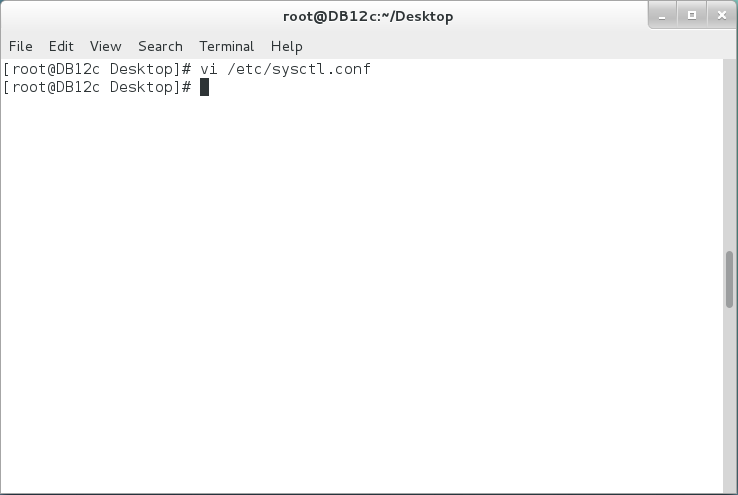 root@DB12c:~/Desktop
File Edit View Search Terminal Help
[root@DB12c Desktop]# vi /etc/sysctl.conf
[root@DB12c Desktop]#